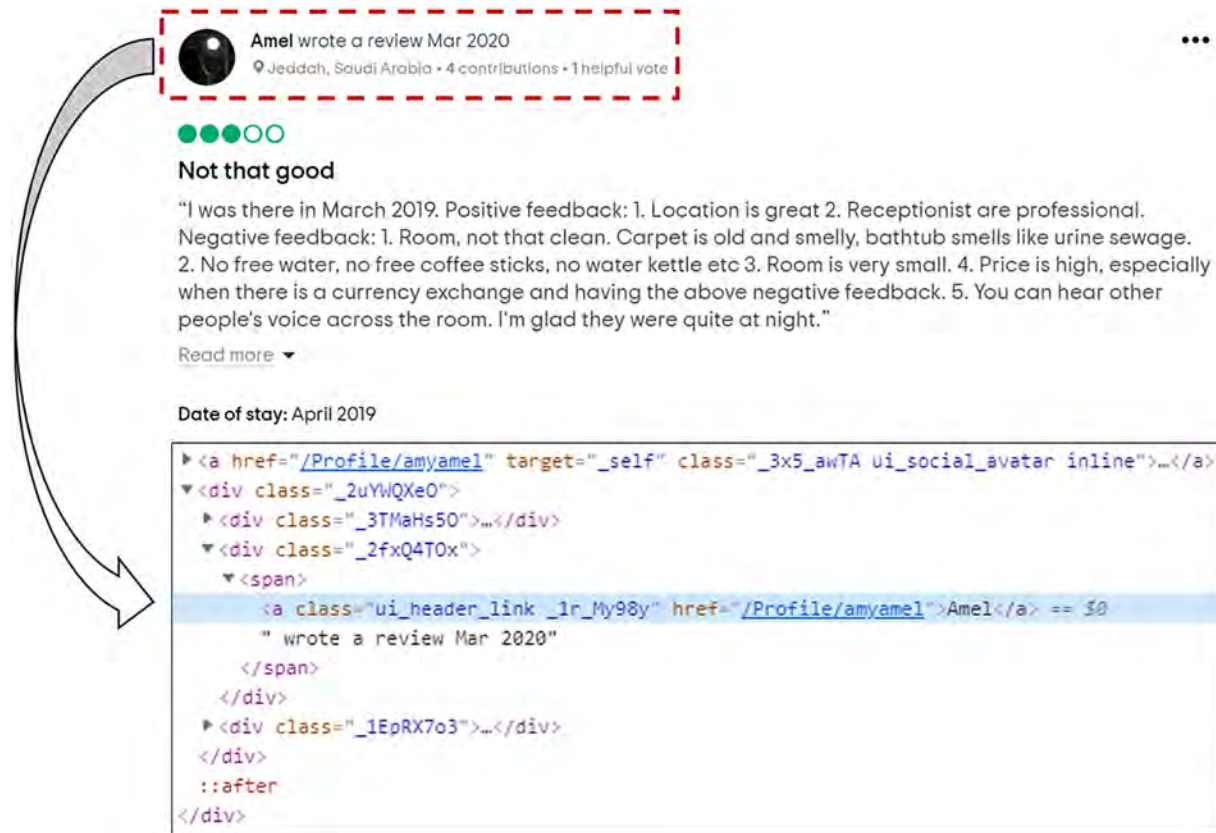 Amel wrote a review Mar 2020
Jeddah, Saudi Arabia • 4 contributions • 1 helpful vote
Not that good
“I was there in March 2019. Positive feedback: 1. Location is great 2. Receptionist are professional.
Negative feedback: 1. Room, not that clean. Carpet is old and smelly, bathtub smells like urine sewage.
2. No free water, no free coffee sticks, no water kettle etc 3. Room is very small. 4. Price is high, especially
when there is a currency exchange and having the above negative feedback. 5. You can hear other
people's voice across the room. I'm glad they were quite at night.”
Read more
Date of stay: April 2019
<a href="/Profile/amyamel" target="_self" class="_3x5_awTA ui_social_avatar inline">…</a>
<div class="_2uYWQXeO">
<div class="_3TMaHs5O">…</div>
<div class="_2fxQ4TOx">
<span>
<a class="ui_header_link _1r_My98y" href="/Profile/amyamel">Amel</a> == $0
" wrote a review Mar 2020"
</span>
</div>
<div class="_1EpRX7o3">…</div>
</div>
::after
</div>